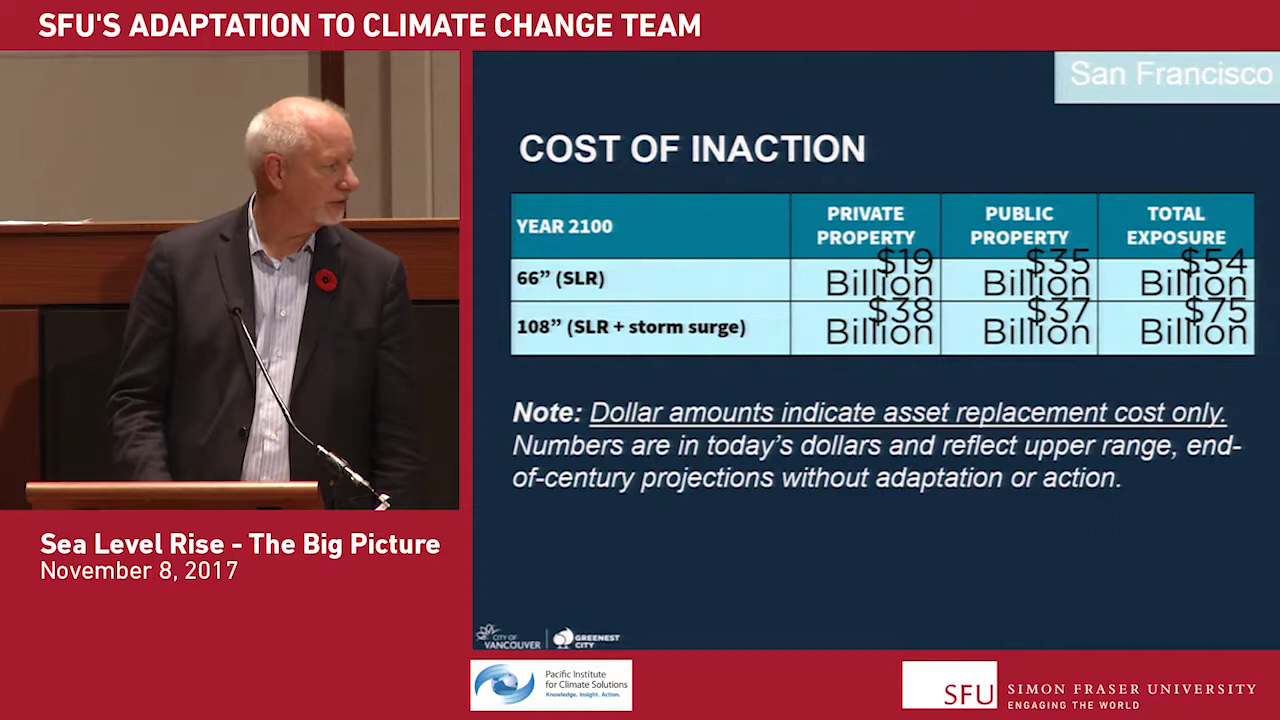 SFU'S ADAPTATION TO CLIMATE CHANGE TEAM
San Francisco
COST OF INACTION
YEAR 2100
PRIVATE PROPERTY
PUBLIC PROPERTY
TOTAL EXPOSURE
66” (SLR)
$19 Billion
$35 Billion
$54 Billion
108” (SLR + storm surge)
$38 Billion
$37 Billion
$75 Billion
Note: Dollar amounts indicate asset replacement cost only.
Numbers are in today’s dollars and reflect upper range, end-
of-century projections without adaptation or action.
Sea Level Rise - The Big Picture
November 8, 2017
CITY OF
VANCOUVER
GREENEST
CITY
Pacific Institute
for Climate Solutions
Knowledge. Insight. Action.
SFU
SIMON FRASER UNIVERSITY
ENGAGING THE WORLD